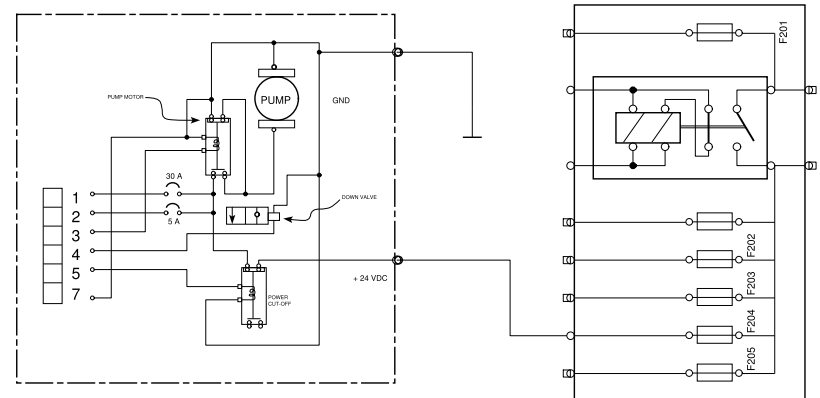 PUMP MOTOR
PUMP
GND
30 A
5 A
1
2
3
4
5
7
DOWN VALVE
+ 24 VDC
POWER
CUT-OFF
F201
F202
F203
F204
F205